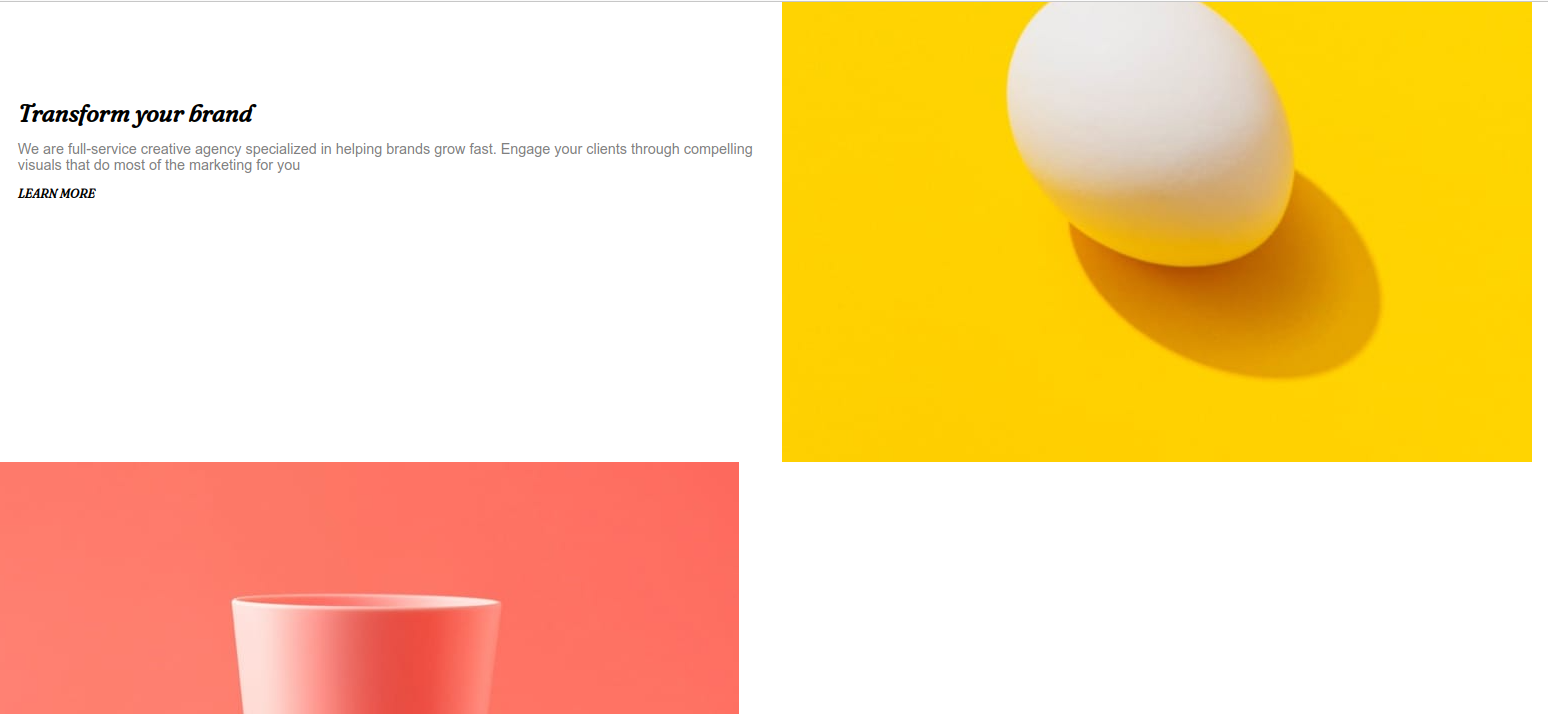 Transform your brand
We are full-service creative agency specialized in helping brands grow fast. Engage your clients through compelling
visuals that do most of the marketing for you
LEARN MORE